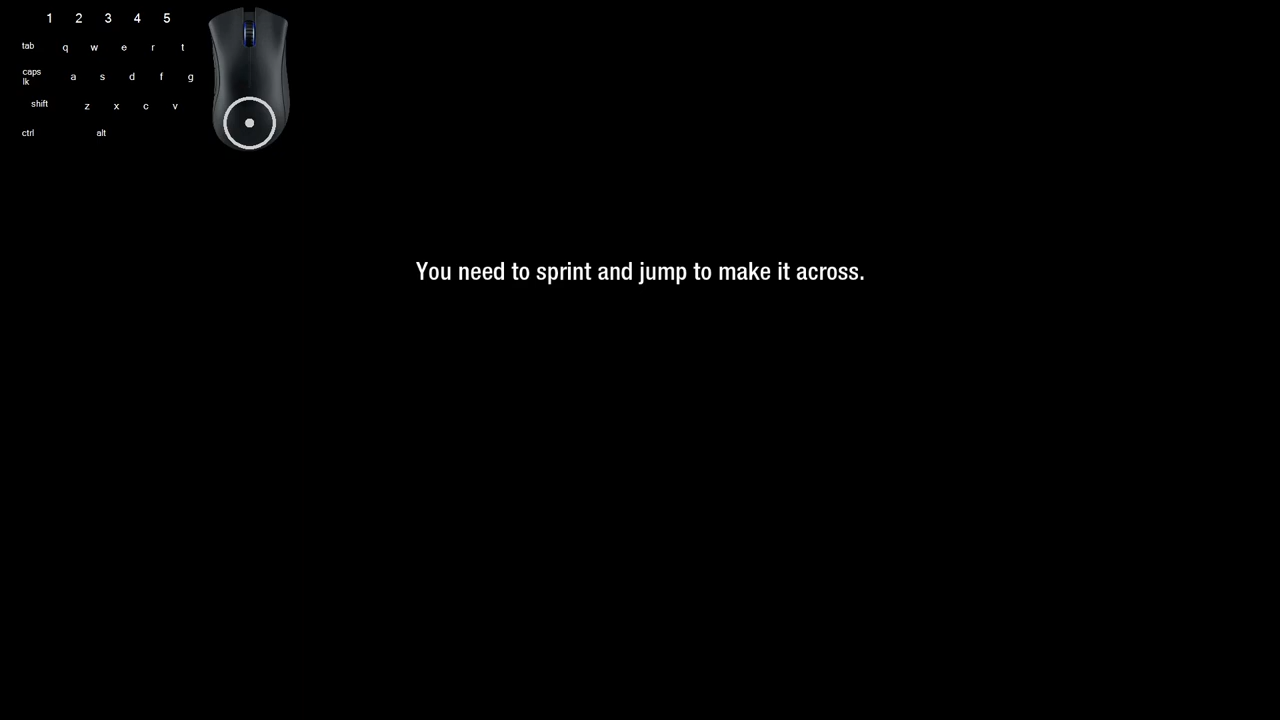 1 2 3 4 5
tab q w e r t
caps
lk a s d f g
shift z x c v
ctrl alt
You need to sprint and jump to make it across.